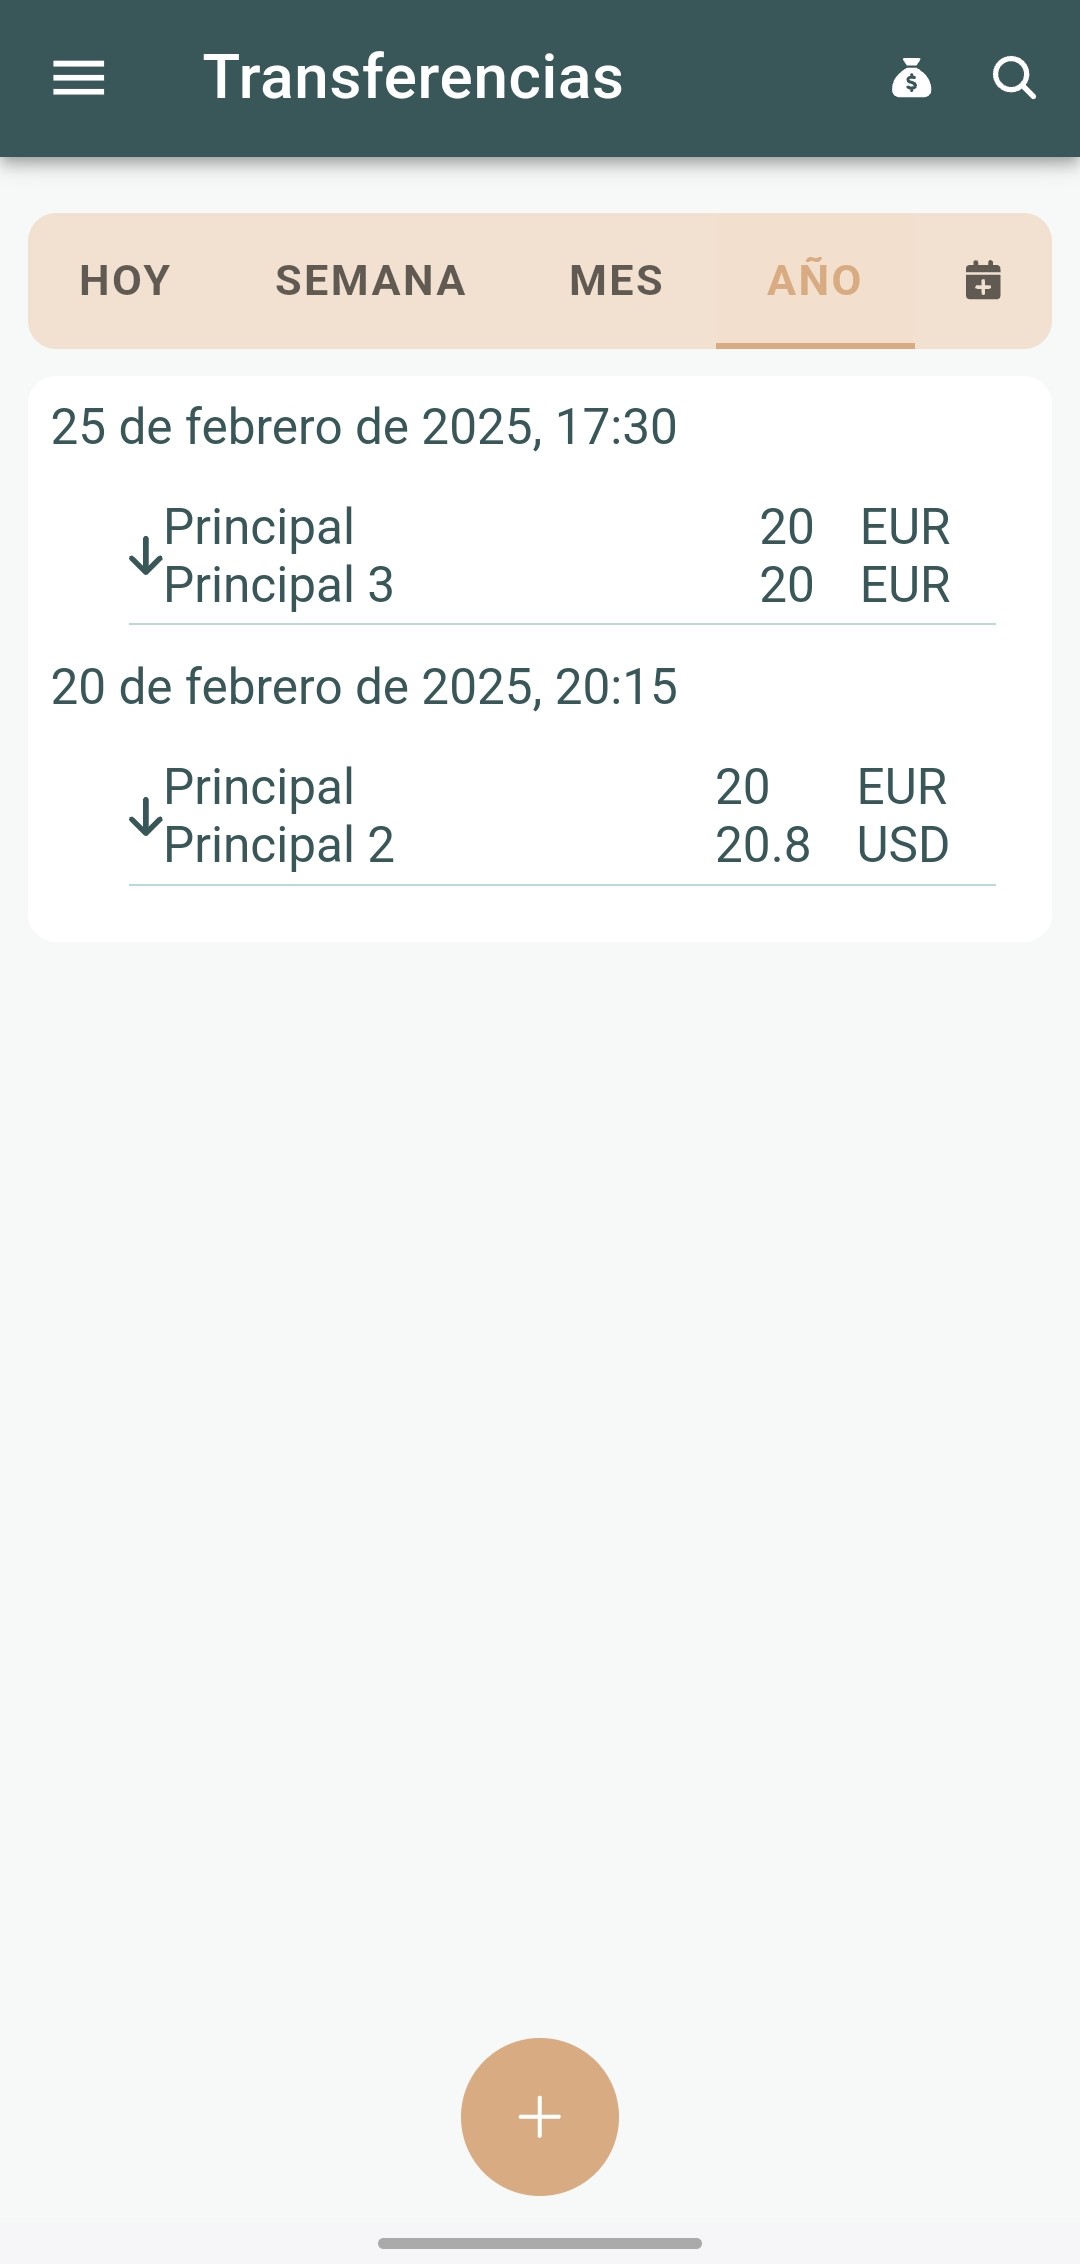 Transferencias
HOY SEMANA MES AÑO
25 de febrero de 2025, 17:30
Principal 20 EUR
Principal 3 20 EUR
20 de febrero de 2025, 20:15
Principal 20 EUR
Principal 2 20.8 USD